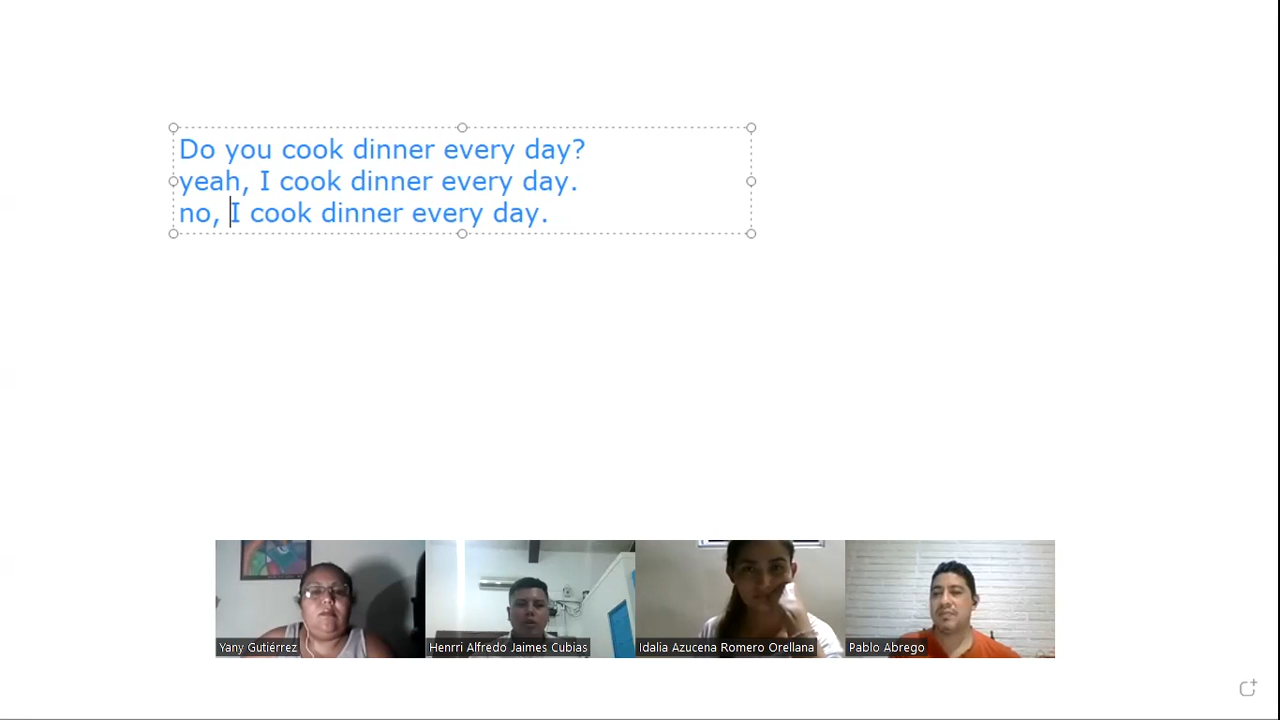 Do you cook dinner every day?
yeah, I cook dinner every day.
no, I cook dinner every day.
Yany Gutiérrez
Henrri Alfredo Jaimes Cubias
Idalia Azucena Romero Orellana
Pablo Abrego